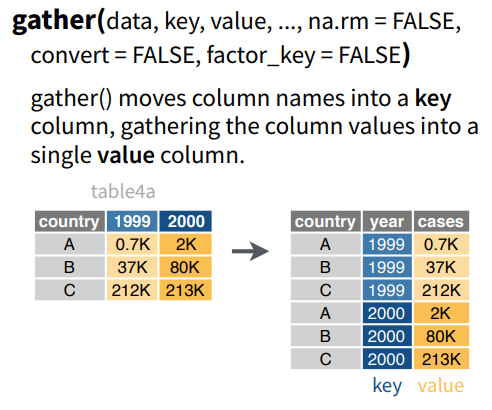 gather(data, key, value, ..., na.rm = FALSE,
convert = FALSE, factor_key = FALSE)
gather() moves column names into a key
column, gathering the column values into a
single value column.
table4a
country 1999 2000
A 0.7K 2K
B 37K 80K
C 212K 213K
country year cases
A 1999 0.7K
B 1999 37K
C 1999 212K
A 2000 2K
B 2000 80K
C 2000 213K
key value